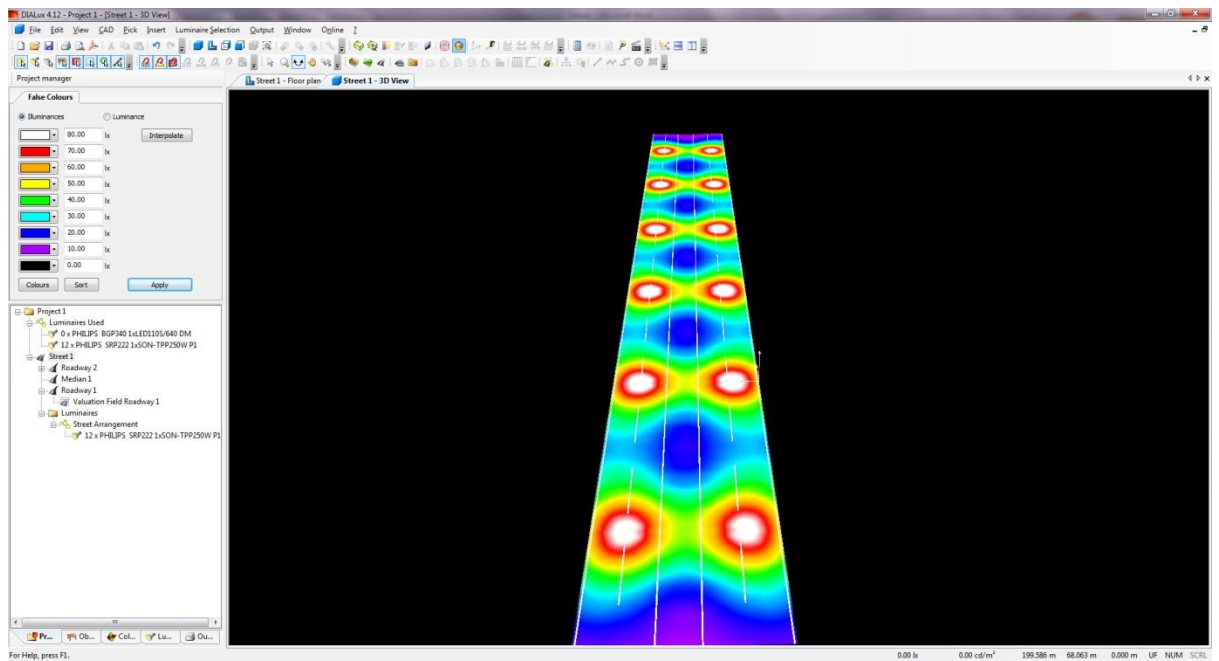 DIALux 4.12 - Project 1 - [Street 1 - 3D View]
File Edit View CAD Pick Insert Luminaire Selection Output Window Online ?
Project manager
Street 1 - Floor plan Street 1 - 3D View
False Colours
Illuminances Luminance
80.00 lx Interpolate
70.00 lx
60.00 lx
50.00 lx
40.00 lx
30.00 lx
20.00 lx
10.00 lx
0.00 lx
Colours Sort Apply
Project 1
Luminaires Used
0 x PHILIPS BGP340 1xLED110S/640 DM
12 x PHILIPS SRP222 1xSON-TPP250W P1
Street 1
Roadway 2
Median 1
Roadway 1
Valuation Field Roadway 1
Luminaires
Street Arrangement
12 x PHILIPS SRP222 1xSON-TPP250W P1
Pr... Ob... Col... Lu... Ou...
For Help, press F1. 0.00 lx 0.00 cd/m² 199.586 m 68.063 m 0.000 m UF NUM SCRL